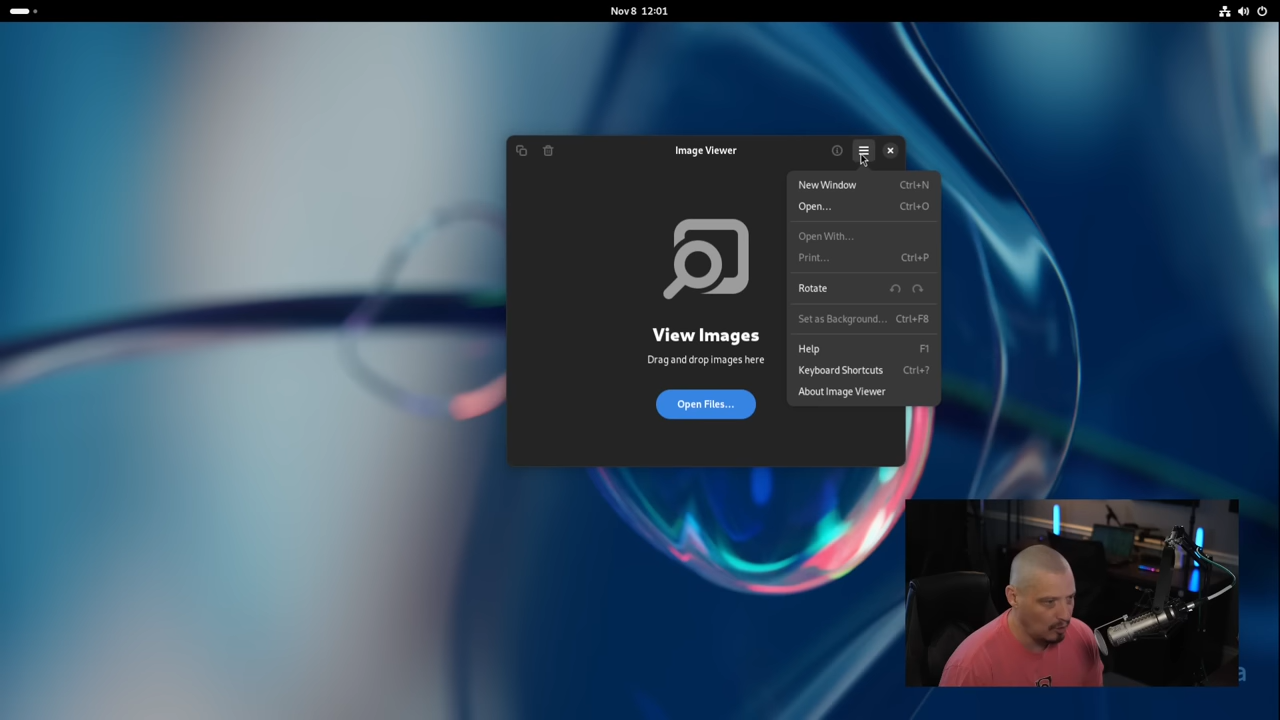 Nov 8 12:01
Image Viewer
New Window Ctrl+N
Open... Ctrl+O
Open With...
Print... Ctrl+P
Rotate
Set as Background... Ctrl+F8
Help F1
Keyboard Shortcuts Ctrl+?
About Image Viewer
View Images
Drag and drop images here
Open Files...